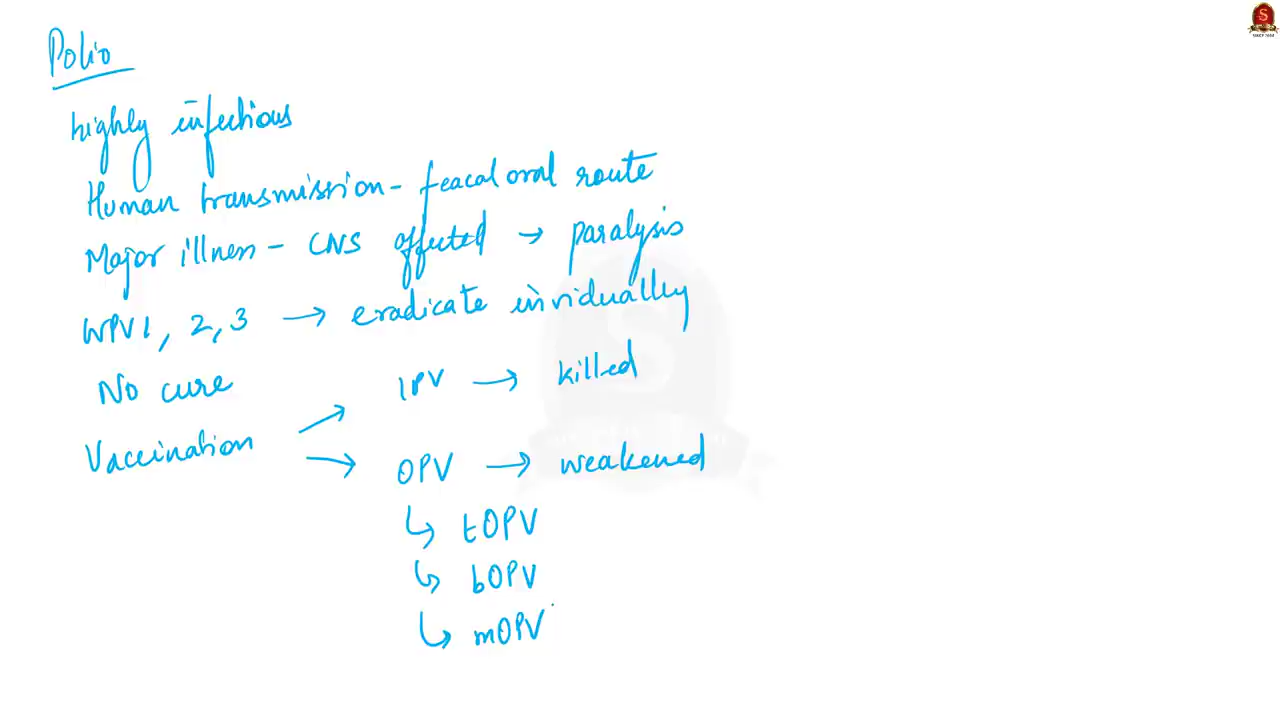 Polio
highly infectious
Human transmission - feacal oral route
Major illness - CNS affected → paralysis
WPV1, 2, 3 → eradicate invidually
No cure
IPV → killed
Vaccination
OPV → weakened
↳ tOPV
↳ bOPV
↳ mOPV
S